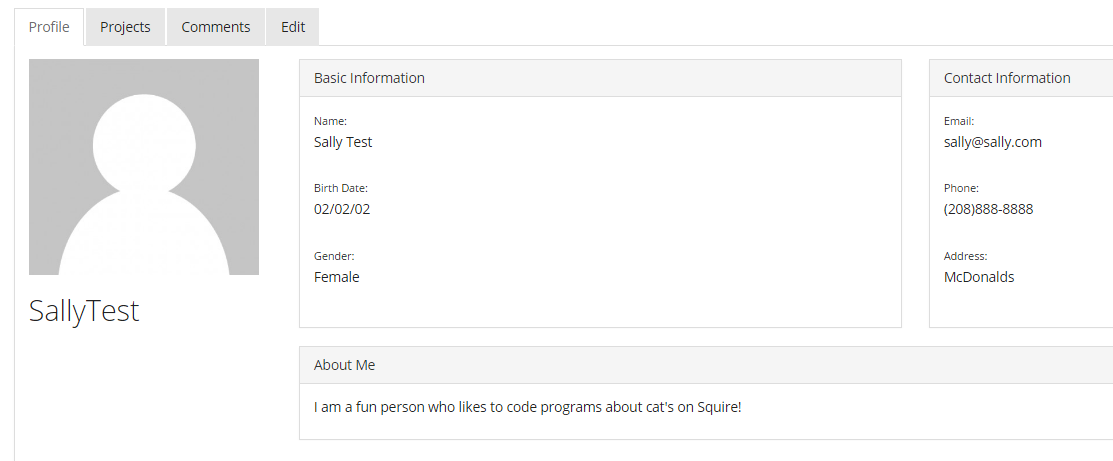 Profile
Projects
Comments
Edit
SallyTest
Basic Information
Name:
Sally Test
Birth Date:
02/02/02
Gender:
Female
Contact Information
Email:
sally@sally.com
Phone:
(208)888-8888
Address:
McDonalds
About Me
I am a fun person who likes to code programs about cat's on Squire!